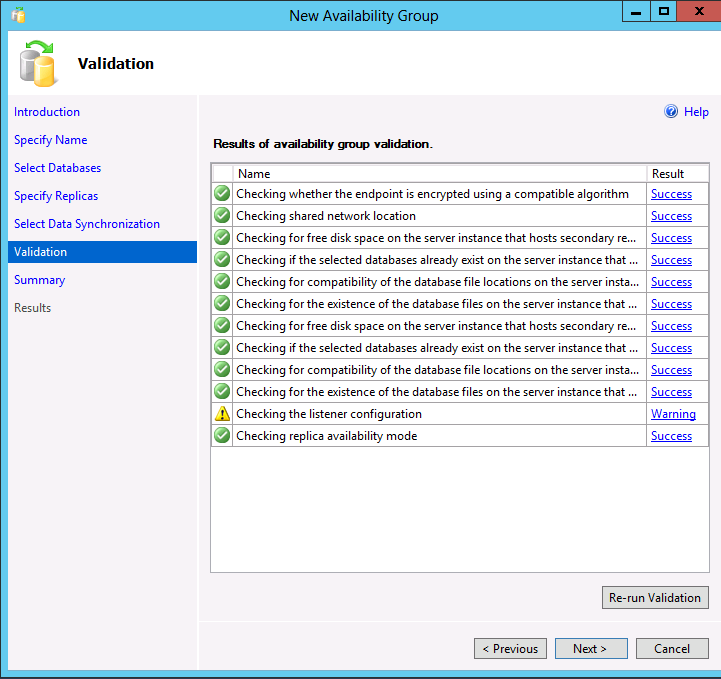 New Availability Group
Validation
Introduction
Specify Name
Select Databases
Specify Replicas
Select Data Synchronization
Validation
Summary
Results
Help
Results of availability group validation.
Name Result
Checking whether the endpoint is encrypted using a compatible algorithm Success
Checking shared network location Success
Checking for free disk space on the server instance that hosts secondary re... Success
Checking if the selected databases already exist on the server instance that ... Success
Checking for compatibility of the database file locations on the server insta... Success
Checking for the existence of the database files on the server instance that ... Success
Checking for free disk space on the server instance that hosts secondary re... Success
Checking if the selected databases already exist on the server instance that ... Success
Checking for compatibility of the database file locations on the server insta... Success
Checking for the existence of the database files on the server instance that ... Success
Checking the listener configuration Warning
Checking replica availability mode Success
Re-run Validation
< Previous Next > Cancel